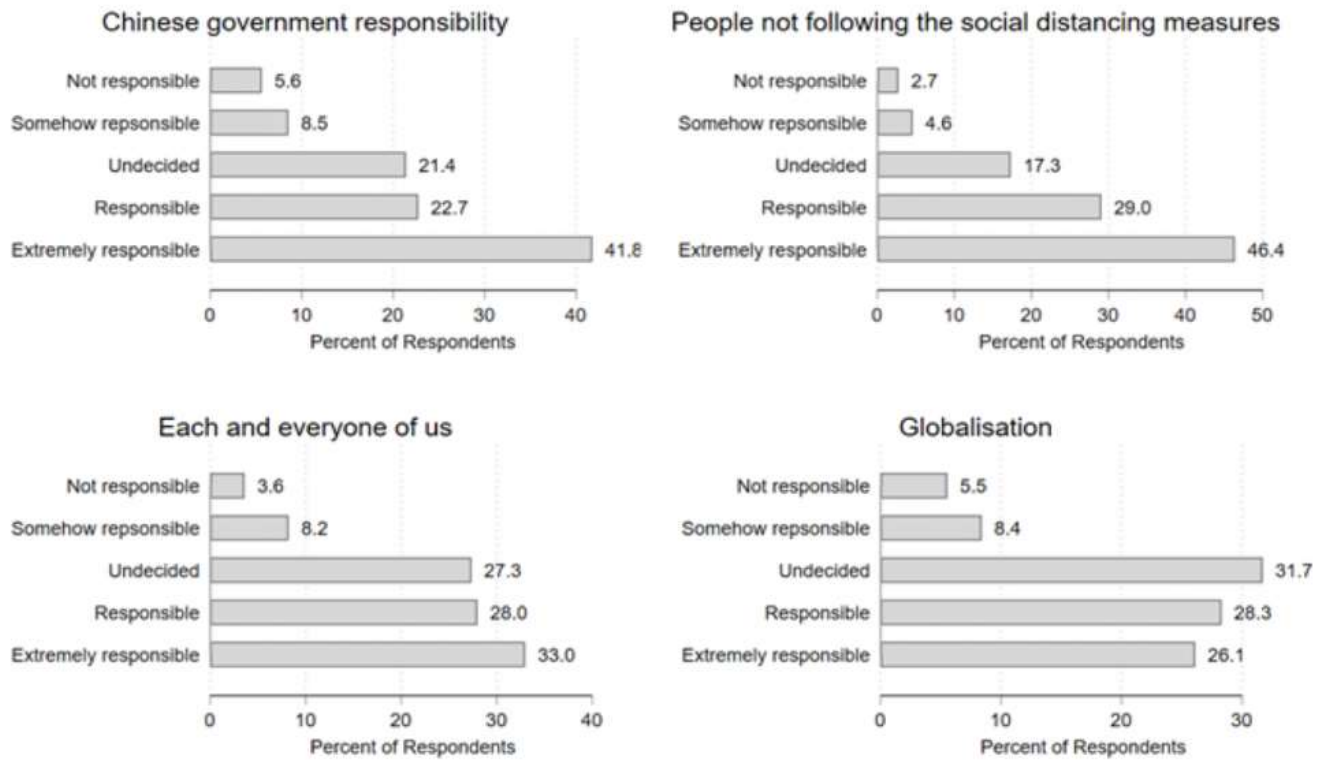 Chinese government responsibility
Not responsible 5.6
Somehow repsonsible 8.5
Undecided 21.4
Responsible 22.7
Extremely responsible 41.8
0 10 20 30 40
Percent of Respondents
People not following the social distancing measures
Not responsible 2.7
Somehow repsonsible 4.6
Undecided 17.3
Responsible 29.0
Extremely responsible 46.4
0 10 20 30 40 50
Percent of Respondents
Each and everyone of us
Not responsible 3.6
Somehow repsonsible 8.2
Undecided 27.3
Responsible 28.0
Extremely responsible 33.0
0 10 20 30 40
Percent of Respondents
Globalisation
Not responsible 5.5
Somehow repsonsible 8.4
Undecided 31.7
Responsible 28.3
Extremely responsible 26.1
0 10 20 30
Percent of Respondents